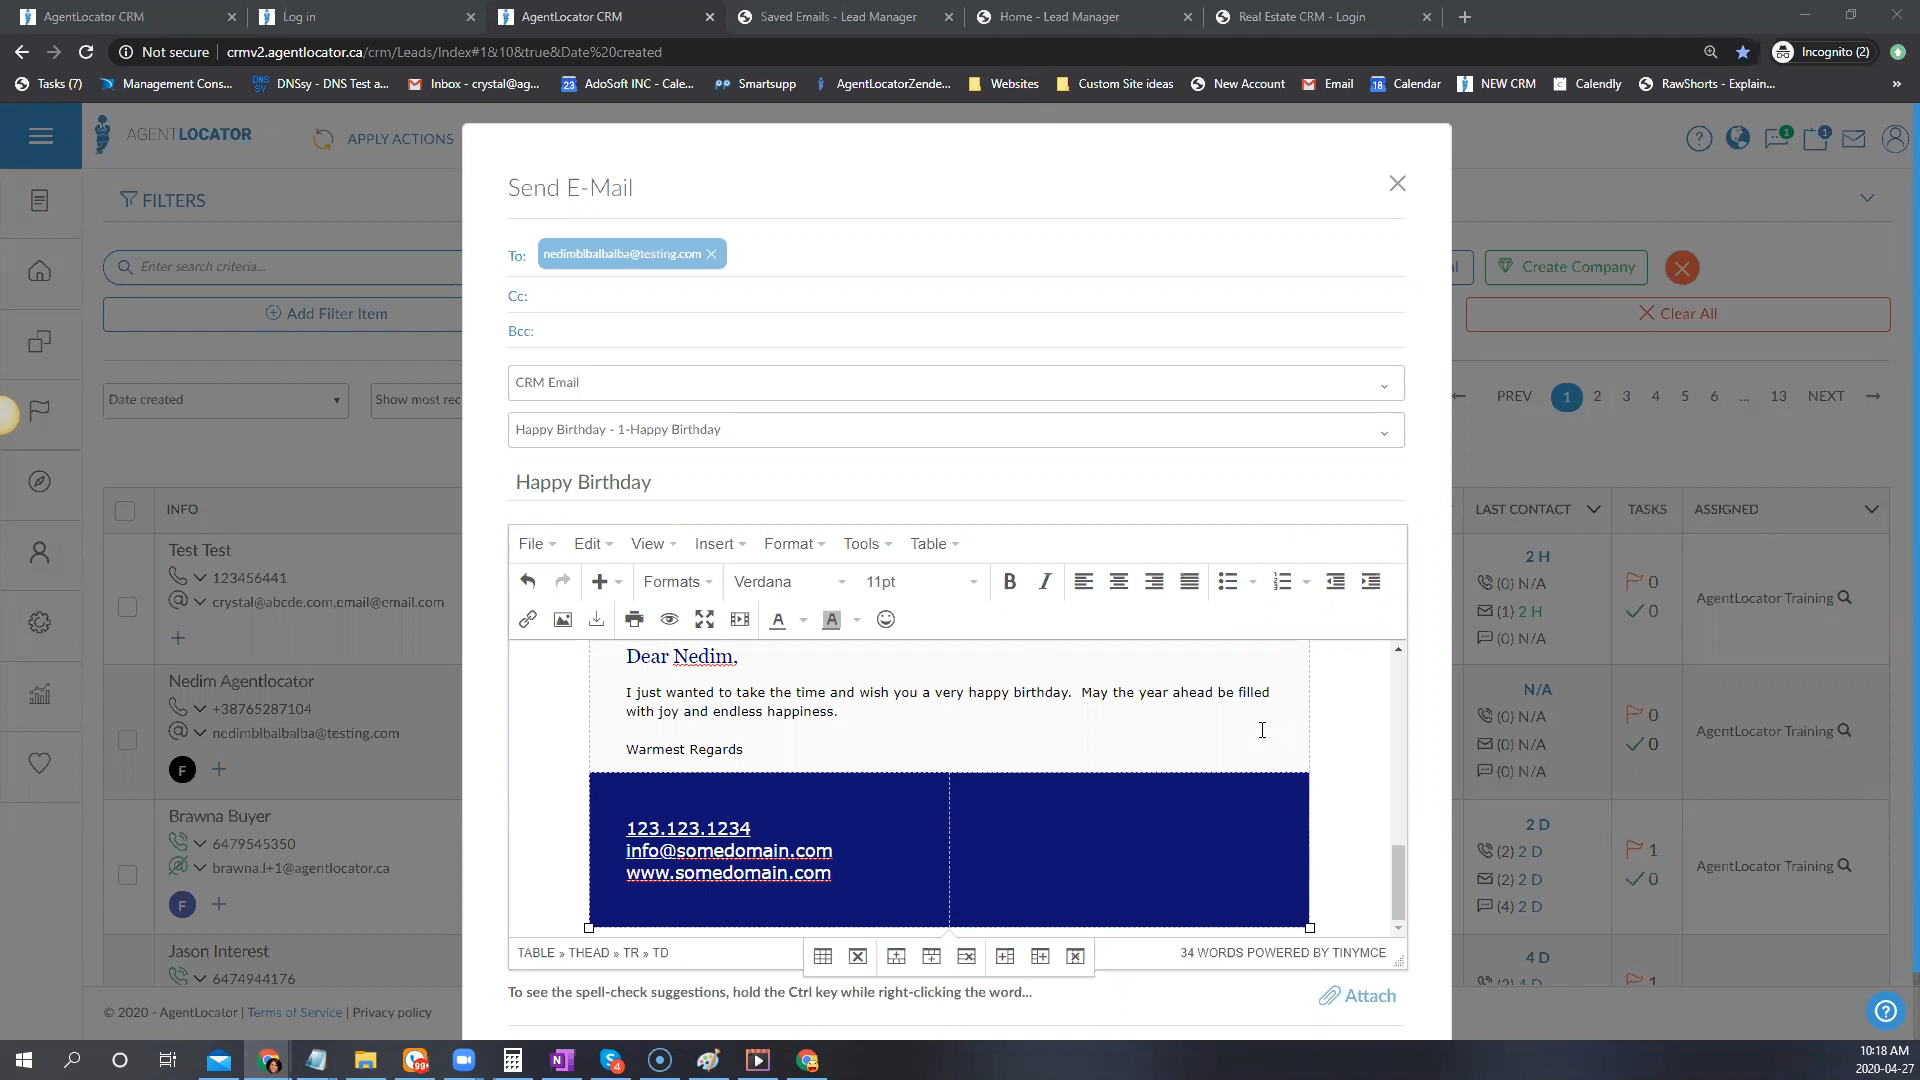 AgentLocator CRM
Log in
AgentLocator CRM
Saved Emails - Lead Manager
Home - Lead Manager
Real Estate CRM - Login
Not secure
crmv2.agentlocator.ca/crm/Leads/Index#1&10&true&Date%20created
Incognito (2)
Tasks (7)
Management Cons...
DNSsy - DNS Test a...
Inbox - crystal@ag...
AdoSoft INC - Cale...
Smartsupp
AgentLocatorZende...
Websites
Custom Site ideas
New Account
Email
Calendar
NEW CRM
Calendly
RawShorts - Explain...
»
AGENTLOCATOR
APPLY ACTIONS
1
1
FILTERS
Enter search criteria...
Create Company
Add Filter Item
Clear All
Date created
Show most rec
PREV 1 2 3 4 5 6 ... 13 NEXT
INFO
LAST CONTACT
TASKS
ASSIGNED
Test Test
123456441
crystal@abcde.com,email@email.com
2 H
(0) N/A
(1) 2 H
(0) N/A
0
0
AgentLocator Training
Nedim Agentlocator
+38765287104
nedimblbalbalba@testing.com
F
N/A
(0) N/A
(0) N/A
(0) N/A
0
0
AgentLocator Training
Brawna Buyer
6479545350
brawna.l+1@agentlocator.ca
F
2 D
(2) 2 D
(2) 2 D
(4) 2 D
1
0
AgentLocator Training
Jason Interest
6474944176
4 D
1
© 2020 - AgentLocator | Terms of Service | Privacy policy
Send E-Mail
To: nedimblbalbalba@testing.com
Cc:
Bcc:
CRM Email
Happy Birthday - 1-Happy Birthday
Happy Birthday
File Edit View Insert Format Tools Table
Formats Verdana 11pt B I
A A
Dear Nedim,
I just wanted to take the time and wish you a very happy birthday. May the year ahead be filled
with joy and endless happiness.
Warmest Regards
123.123.1234
info@somedomain.com
www.somedomain.com
TABLE » THEAD » TR » TD
34 WORDS POWERED BY TINYMCE
To see the spell-check suggestions, hold the Ctrl key while right-clicking the word...
Attach
99+
4
10:18 AM
2020-04-27